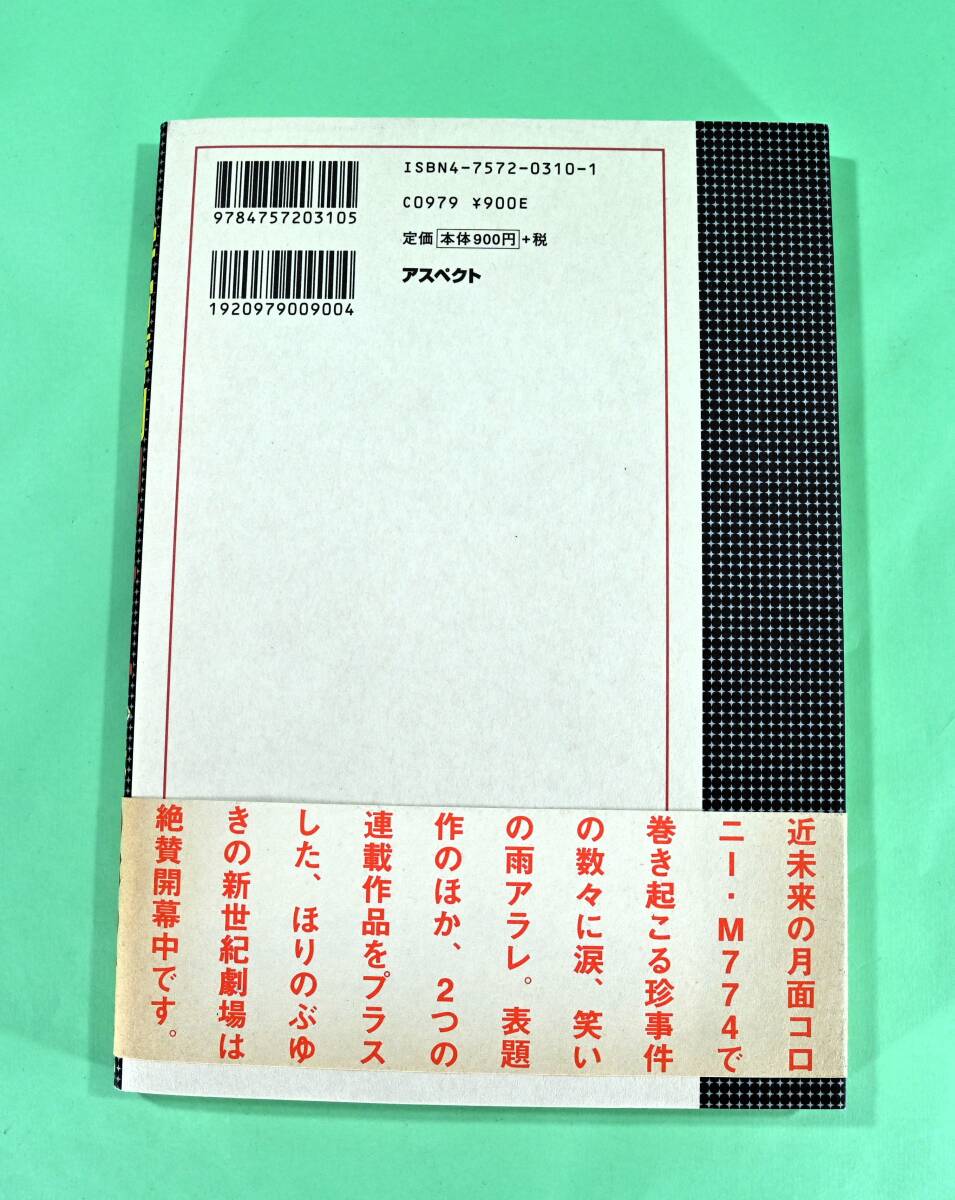 ISBN4-7572-0310-1
9784757203105
C0979 ¥900E
定価 本体900円 +税
アスペクト
1920979009004
近未来の月面コロ
ニー・M774で
巻き起こる珍事件
の数々に涙、笑い
の雨アラレ。表題
作のほか、2つの
連載作品をプラス
した、ほりのぶゆ
きの新世紀劇場は
絶賛開幕中です。